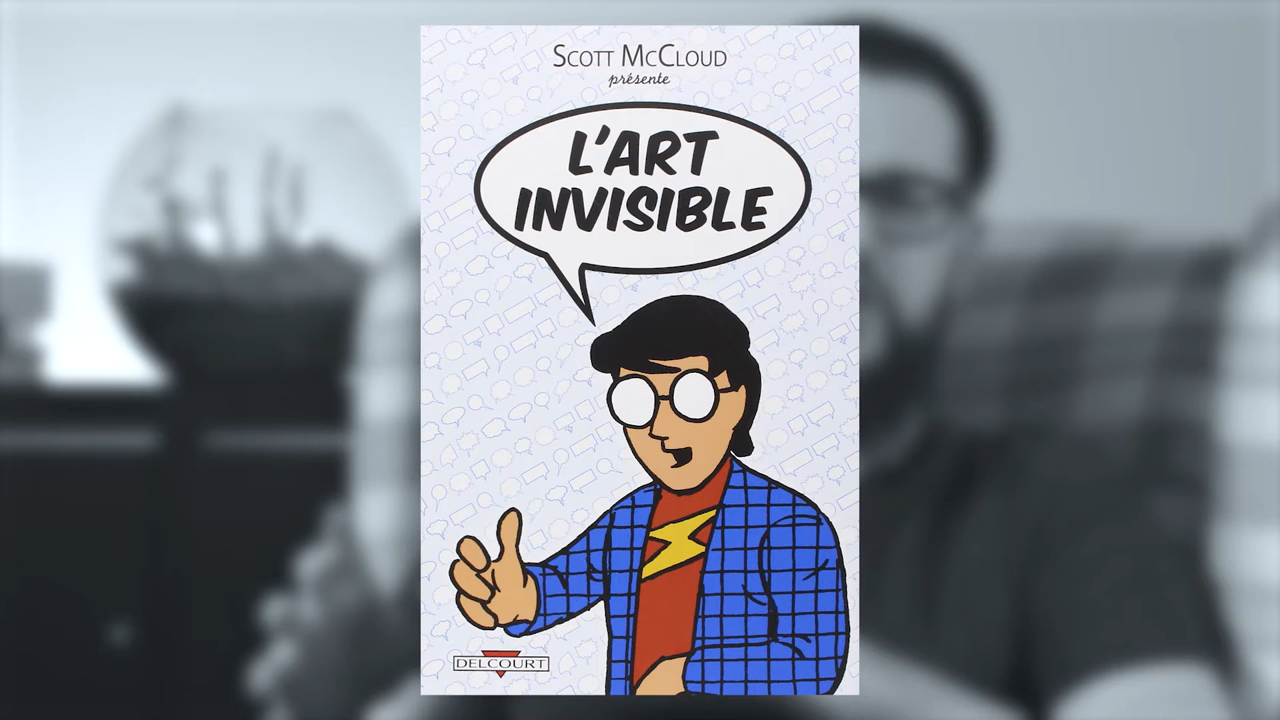 SCOTT MCCLOUD
présente
L'ART
INVISIBLE
DELCOURT